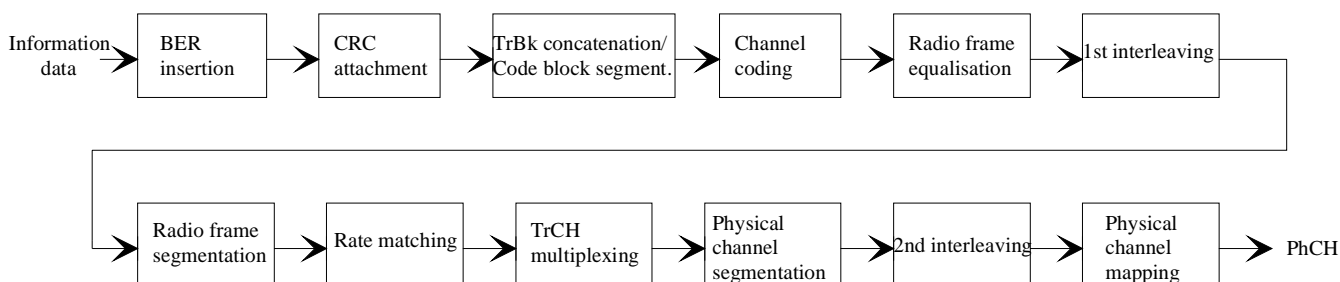 Information
data
BER
insertion
CRC
attachment
TrBk concatenation/
Code block segment.
Channel
coding
Radio frame
equalisation
1st interleaving
Radio frame
segmentation
Rate matching
TrCH
multiplexing
Physical
channel
segmentation
2nd interleaving
Physical
channel
mapping
PhCH